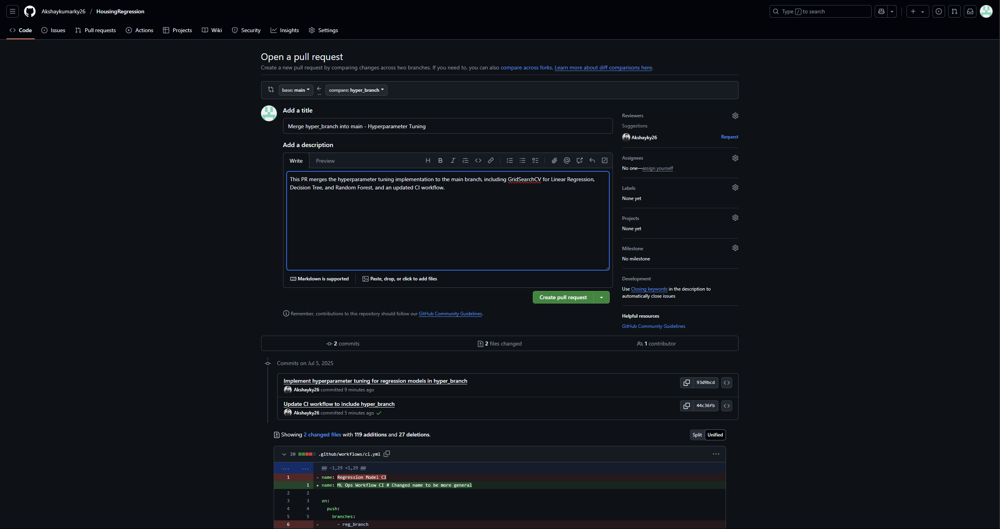 Akshaykumarky26 / HousingRegression
Type / to search
Code Issues Pull requests Actions Projects Wiki Security Insights Settings
Open a pull request
Create a new pull request by comparing changes across two branches. If you need to, you can also compare across forks. Learn more about diff comparisons here.
base: main compare: hyper_branch
Add a title
Merge hyper_branch into main - Hyperparameter Tuning
Add a description
Write Preview
This PR merges the hyperparameter tuning implementation to the main branch, including GridSearchCV for Linear Regression,
Decision Tree, and Random Forest, and an updated CI workflow.
Markdown is supported Paste, drop, or click to add files
Create pull request
Remember, contributions to this repository should follow our GitHub Community Guidelines.
Reviewers
Suggestions
Akshayky26 Request
Assignees
No one—assign yourself
Labels
None yet
Projects
None yet
Milestone
No milestone
Development
Use Closing keywords in the description to
automatically close issues
Helpful resources
GitHub Community Guidelines
2 commits 2 files changed 1 contributor
Commits on Jul 5, 2025
Implement hyperparameter tuning for regression models in hyper_branch
Akshayky26 committed 9 minutes ago
93d9bcd
Update CI workflow to include hyper_branch
Akshayky26 committed 5 minutes ago
44c36fb
Showing 2 changed files with 119 additions and 27 deletions.
Split Unified
20 .github/workflows/ci.yml
... ... @@ -1,29 +1,29 @@
1 - name: Regression Model CI
1 + name: ML Ops Workflow CI # Changed name to be more general
2 2
3 3 on:
4 4 push:
5 5 branches:
6 - - reg_branch